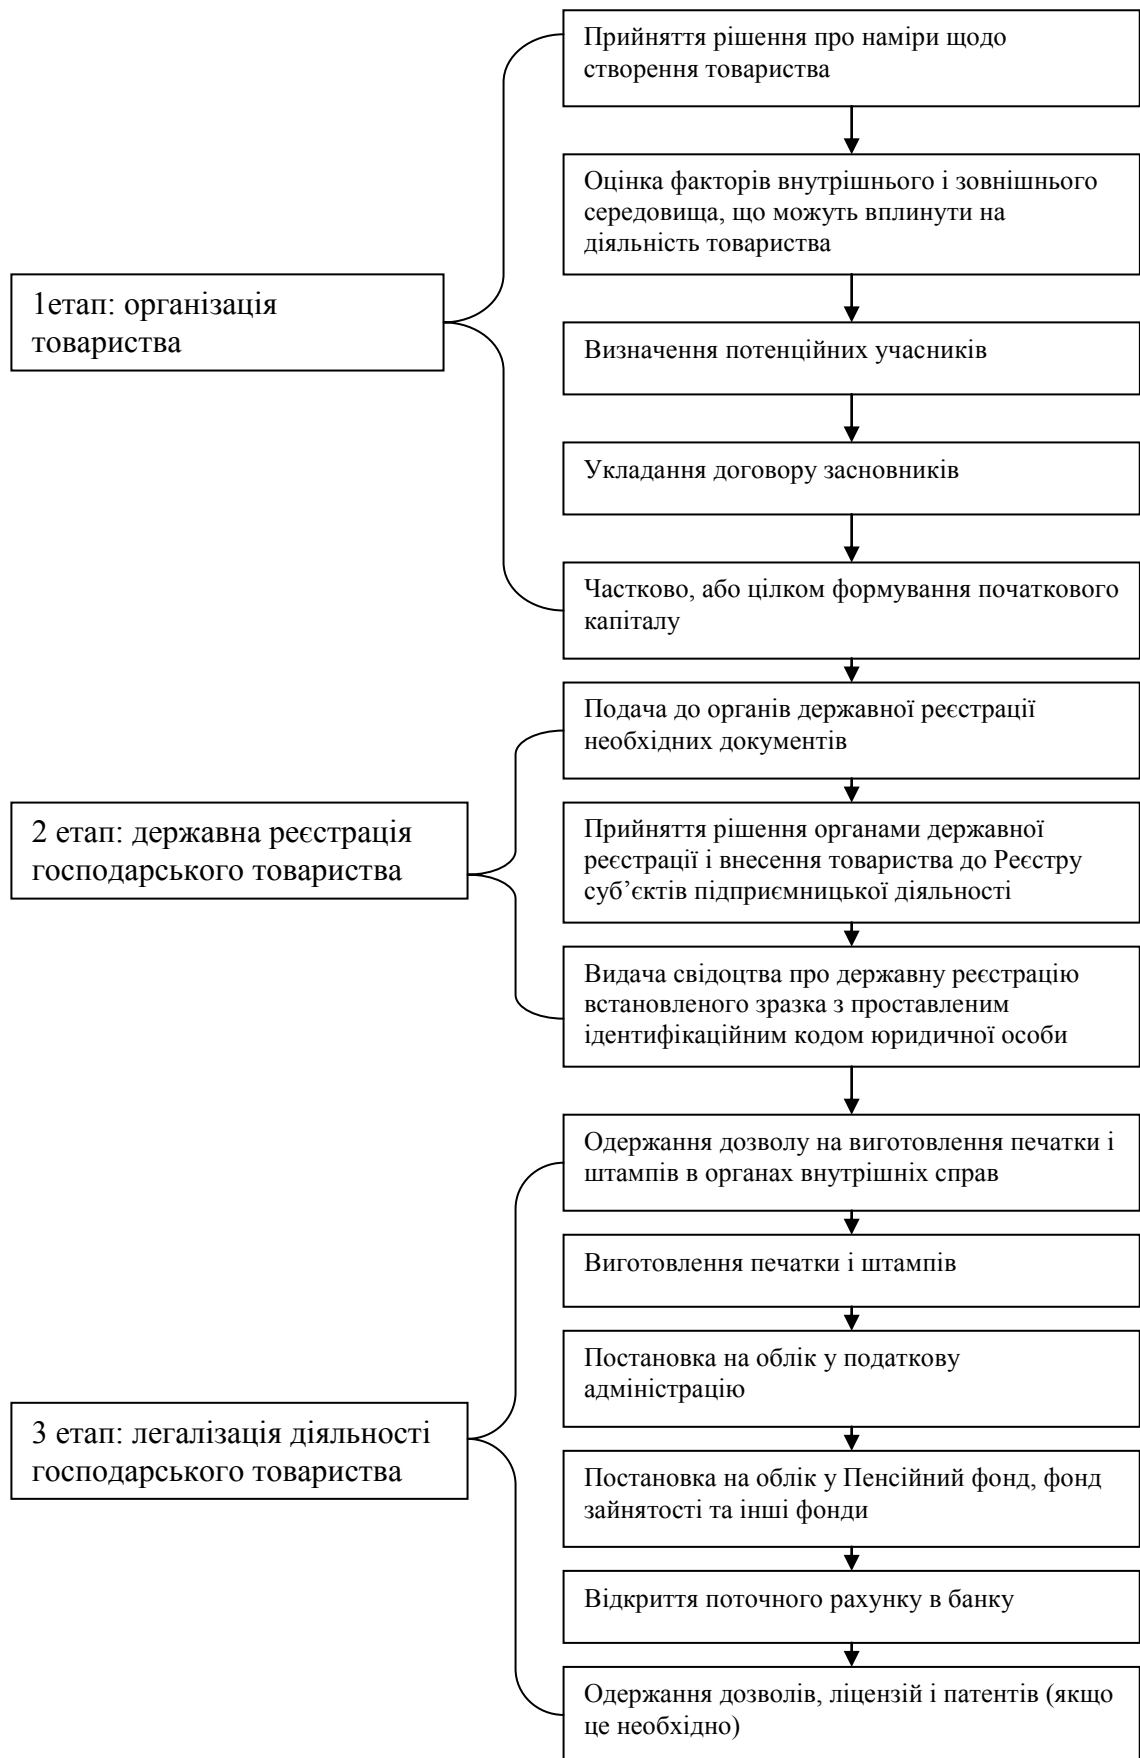 Прийняття рішення про наміри щодо
створення товариства
Оцінка факторів внутрішнього і зовнішнього
середовища, що можуть вплинути на
діяльність товариства
1етап: організація
товариства
Визначення потенційних учасників
Укладання договору засновників
Частково, або цілком формування початкового
капіталу
Подача до органів державної реєстрації
необхідних документів
2 етап: державна реєстрація
господарського товариства
Прийняття рішення органами державної
реєстрації і внесення товариства до Реєстру
суб’єктів підприємницької діяльності
Видача свідоцтва про державну реєстрацію
встановленого зразка з проставленим
ідентифікаційним кодом юридичної особи
Одержання дозволу на виготовлення печатки і
штампів в органах внутрішніх справ
Виготовлення печатки і штампів
Постановка на облік у податкову
адміністрацію
3 етап: легалізація діяльності
господарського товариства
Постановка на облік у Пенсійний фонд, фонд
зайнятості та інші фонди
Відкриття поточного рахунку в банку
Одержання дозволів, ліцензій і патентів (якщо
це необхідно)